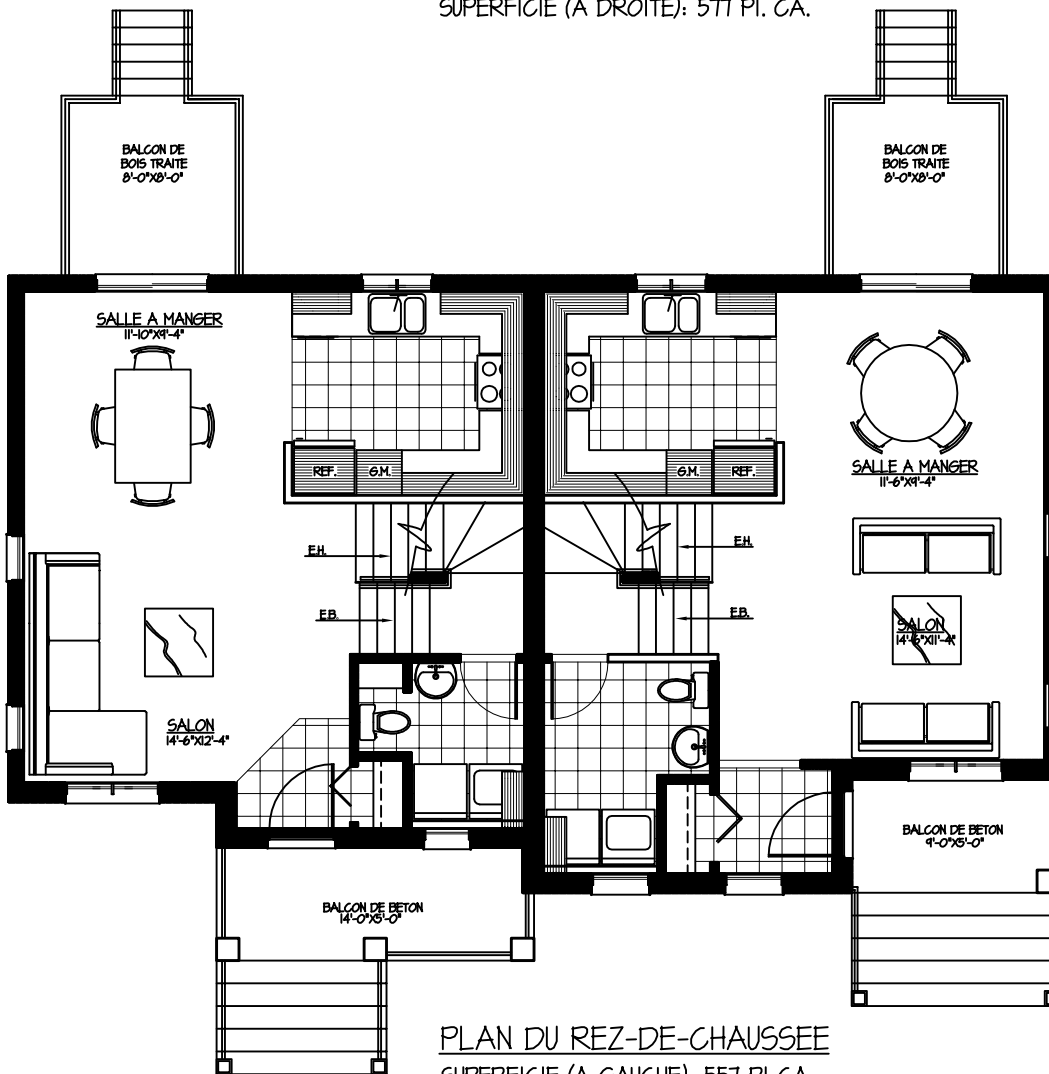 SUPERFICIE (A DROITE): 577 PI. CA.
BALCON DE
BOIS TRAITE
8'-0"X8'-0"
BALCON DE
BOIS TRAITE
8'-0"X8'-0"
SALLE A MANGER
11'-10"X9'-4"
REF.
G.M.
G.M.
REF.
SALLE A MANGER
11'-6"X9'-4"
E.H.
E.H.
E.B.
E.B.
SALON
14'-6"X11'-4"
SALON
14'-6"X12'-4"
BALCON DE BETON
9'-0"X5'-0"
BALCON DE BETON
14'-0"X5'-0"
PLAN DU REZ-DE-CHAUSSEE
SUPERFICIE (A GAUCHE): 557 PI.CA.